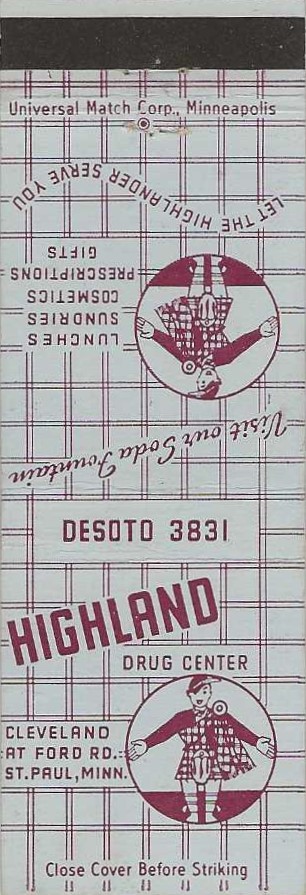 Universal Match Corp., Minneapolis
LET THE HIGHLANDER SERVE YOU
LUNCHES
SUNDRIES
COSMETICS
PRESCRIPTIONS
GIFTS
Visit our Soda Fountain
DESOTO 3831
HIGHLAND
DRUG CENTER
CLEVELAND
AT FORD RD.
ST. PAUL, MINN.
Close Cover Before Striking